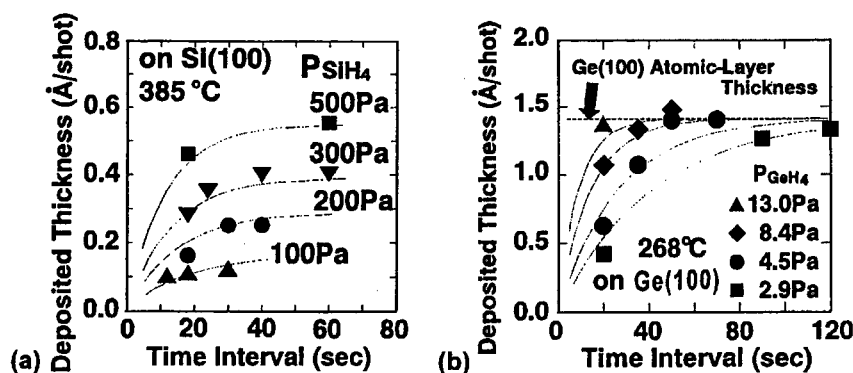 0.8
0.6
0.4
0.2
0.0
Deposited Thickness (Å/shot)
on Si(100)
385 °C
PSiH4
500Pa
300Pa
200Pa
100Pa
0 20 40 60 80
Time Interval (sec)
(a)
2.0
1.5
1.0
0.5
0.0
Deposited Thickness (Å/shot)
Ge(100) Atomic-Layer
Thickness
PGeH4
13.0Pa
8.4Pa
4.5Pa
2.9Pa
268°C
on Ge(100)
0 40 80 120
Time Interval (sec)
(b)